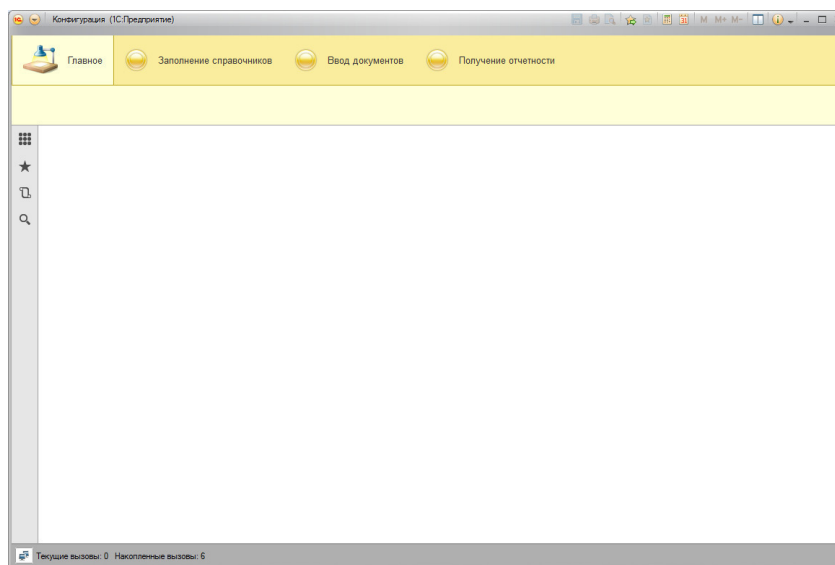 Конфигурация (1С:Предприятие)
M M+ M-
Главное
Заполнение справочников
Ввод документов
Получение отчетности
Текущие вызовы: 0 Накопленные вызовы: 6